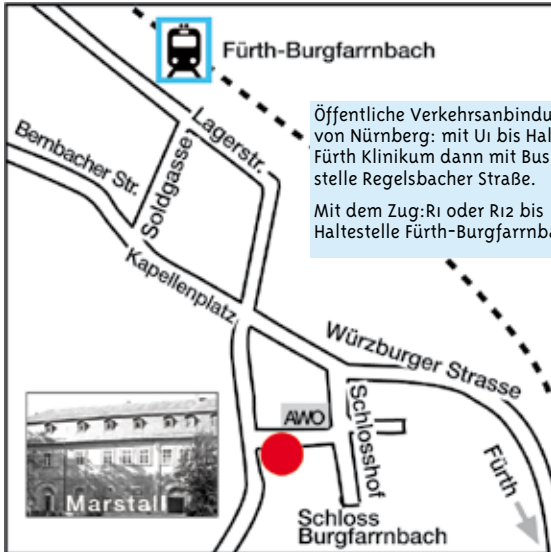 Fürth-Burgfarrnbach
Öffentliche Verkehrsanbindu
von Nürnberg: mit U1 bis Hal
Fürth Klinikum dann mit Bus
stelle Regelsbacher Straße.
Mit dem Zug:R1 oder R12 bis
Haltestelle Fürth-Burgfarrnba
Lagerstr.
Bernbacher Str.
Soldgasse
Kapellenplatz
Würzburger Strasse
AWO
Schlosshof
Fürth
Marstall
Schloss
Burgfarrnbach